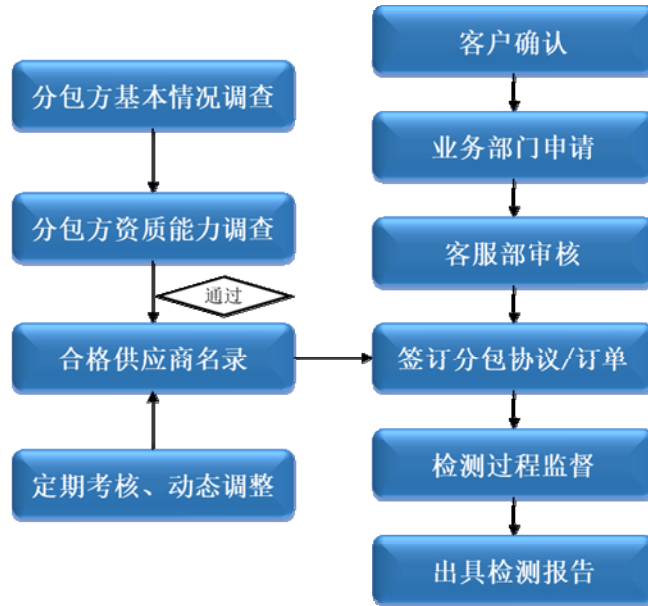 分包方基本情况调查
分包方资质能力调查
通过
合格供应商名录
定期考核、动态调整
客户确认
业务部门申请
客服部审核
签订分包协议/订单
检测过程监督
出具检测报告